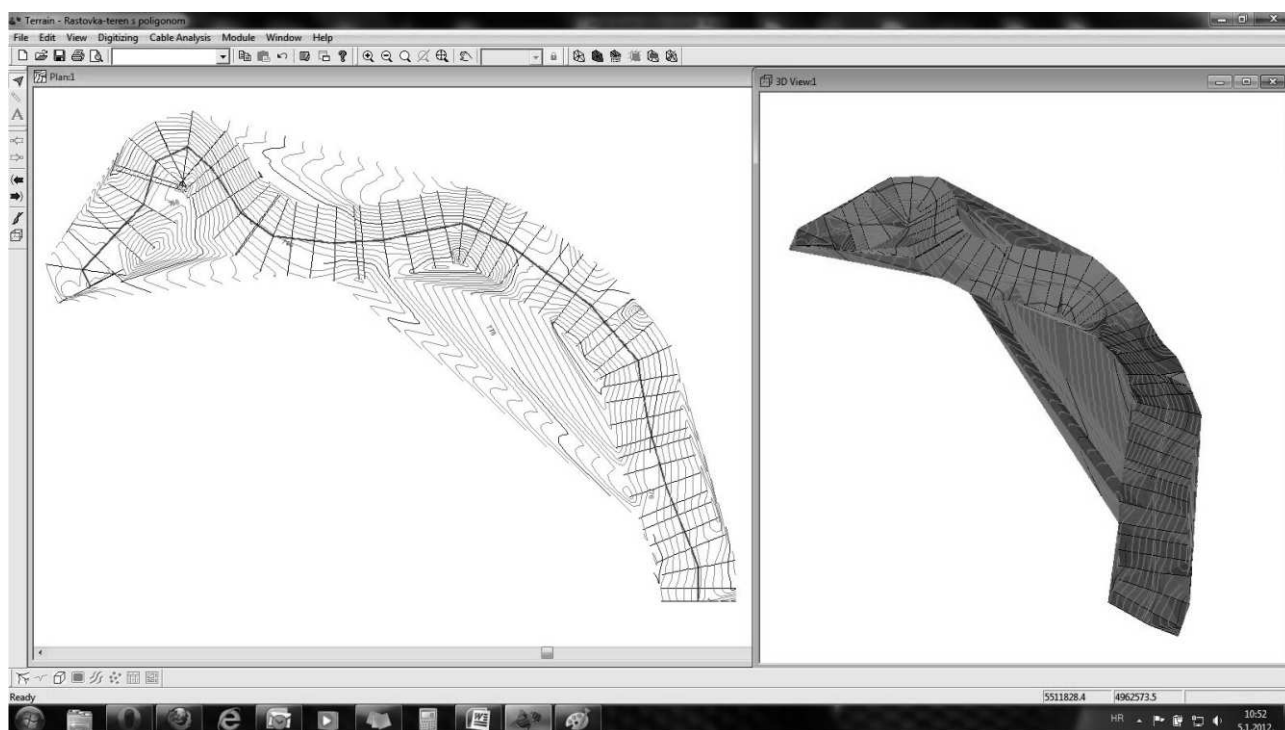 Terrain - Rastovka-teren s poligonom
File Edit View Digitizing Cable Analysis Module Window Help
Plan:1
3D View:1
Ready
5511828.4 4962573.5
HR
10:52
5.1.2012